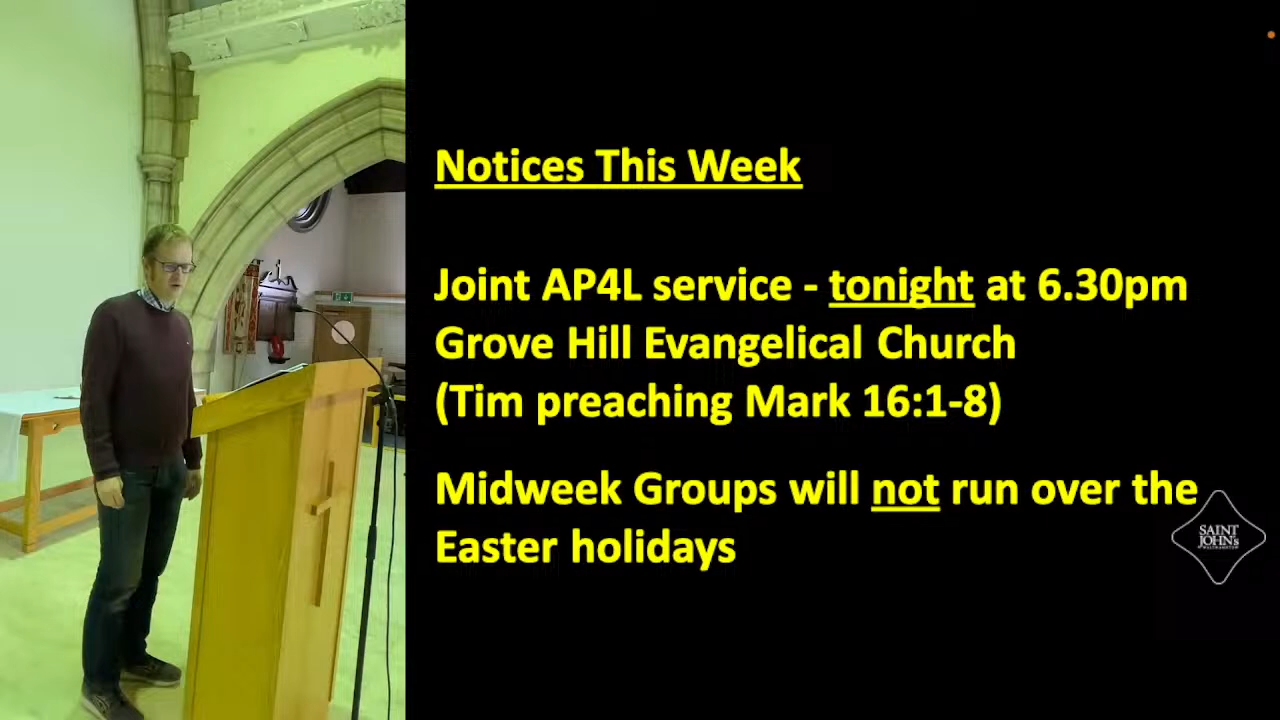 Notices This Week
Joint AP4L service - tonight at 6.30pm
Grove Hill Evangelical Church
(Tim preaching Mark 16:1-8)
Midweek Groups will not run over the
Easter holidays
SAINT
JOHN's